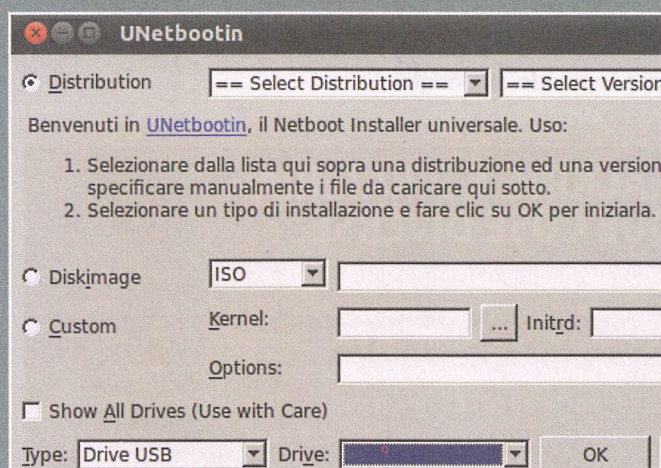 UNetbootin
Distribution == Select Distribution == == Select Version
Benvenuti in UNetbootin, il Netboot Installer universale. Uso:
1. Selezionare dalla lista qui sopra una distribuzione ed una version
specificare manualmente i file da caricare qui sotto.
2. Selezionare un tipo di installazione e fare clic su OK per iniziarla.
Diskimage ISO
Custom Kernel: ... Initrd:
Options:
Show All Drives (Use with Care)
Type: Drive USB Drive: OK